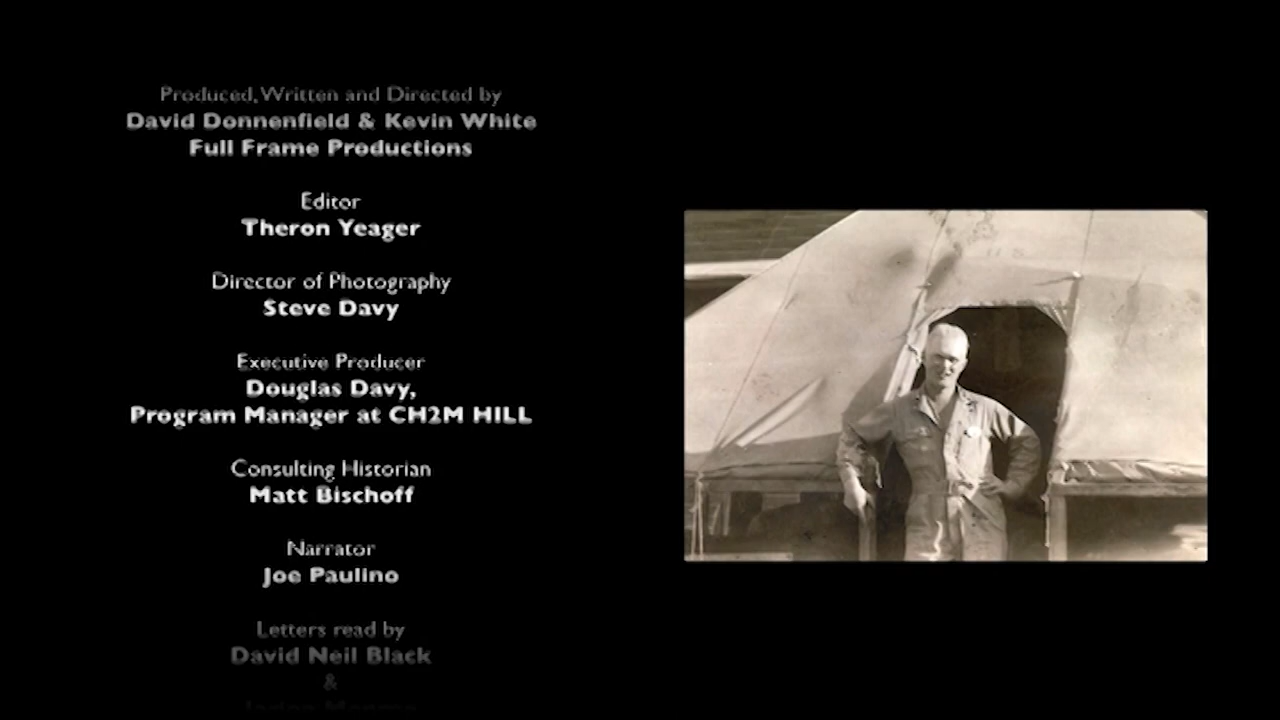 Produced, Written and Directed by
David Donnenfield & Kevin White
Full Frame Productions
Editor
Theron Yeager
Director of Photography
Steve Davy
Executive Producer
Douglas Davy,
Program Manager at CH2M HILL
Consulting Historian
Matt Bischoff
Narrator
Joe Paulino
Letters read by
David Neil Black
&
U S